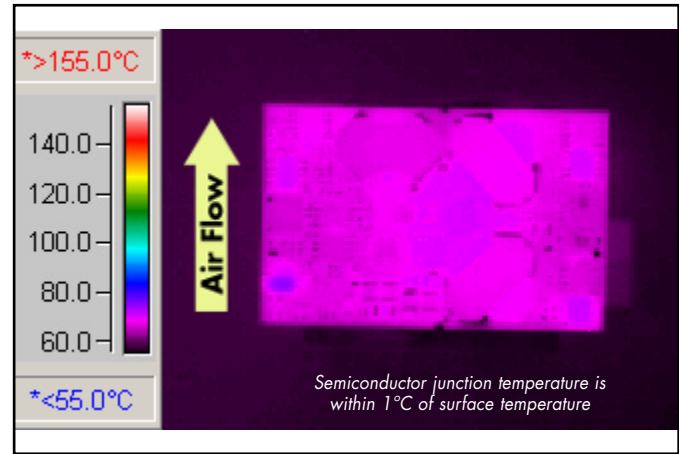 *>155.0°C
140.0
120.0
100.0
80.0
60.0
*<55.0°C
Air Flow
Semiconductor junction temperature is
within 1°C of surface temperature